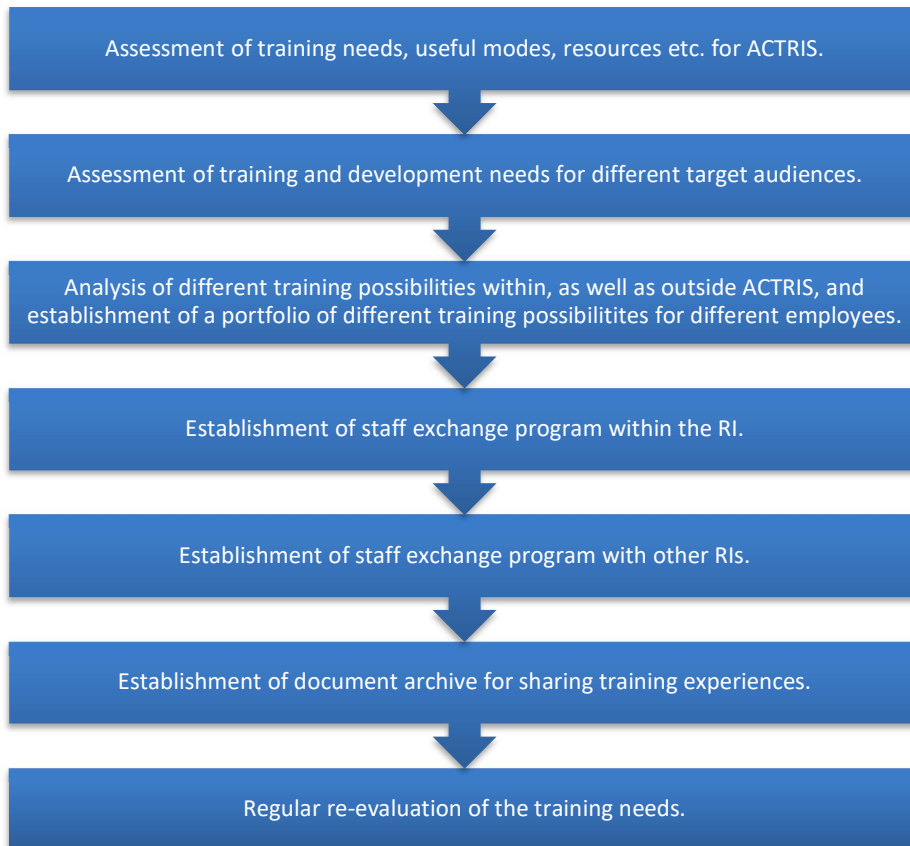 Assessment of training needs, useful modes, resources etc. for ACTRIS.
Assessment of training and development needs for different target audiences.
Analysis of different training possibilities within, as well as outside ACTRIS, and
establishment of a portfolio of different training possibilitites for different employees.
Establishment of staff exchange program within the RI.
Establishment of staff exchange program with other RIs.
Establishment of document archive for sharing training experiences.
Regular re-evaluation of the training needs.